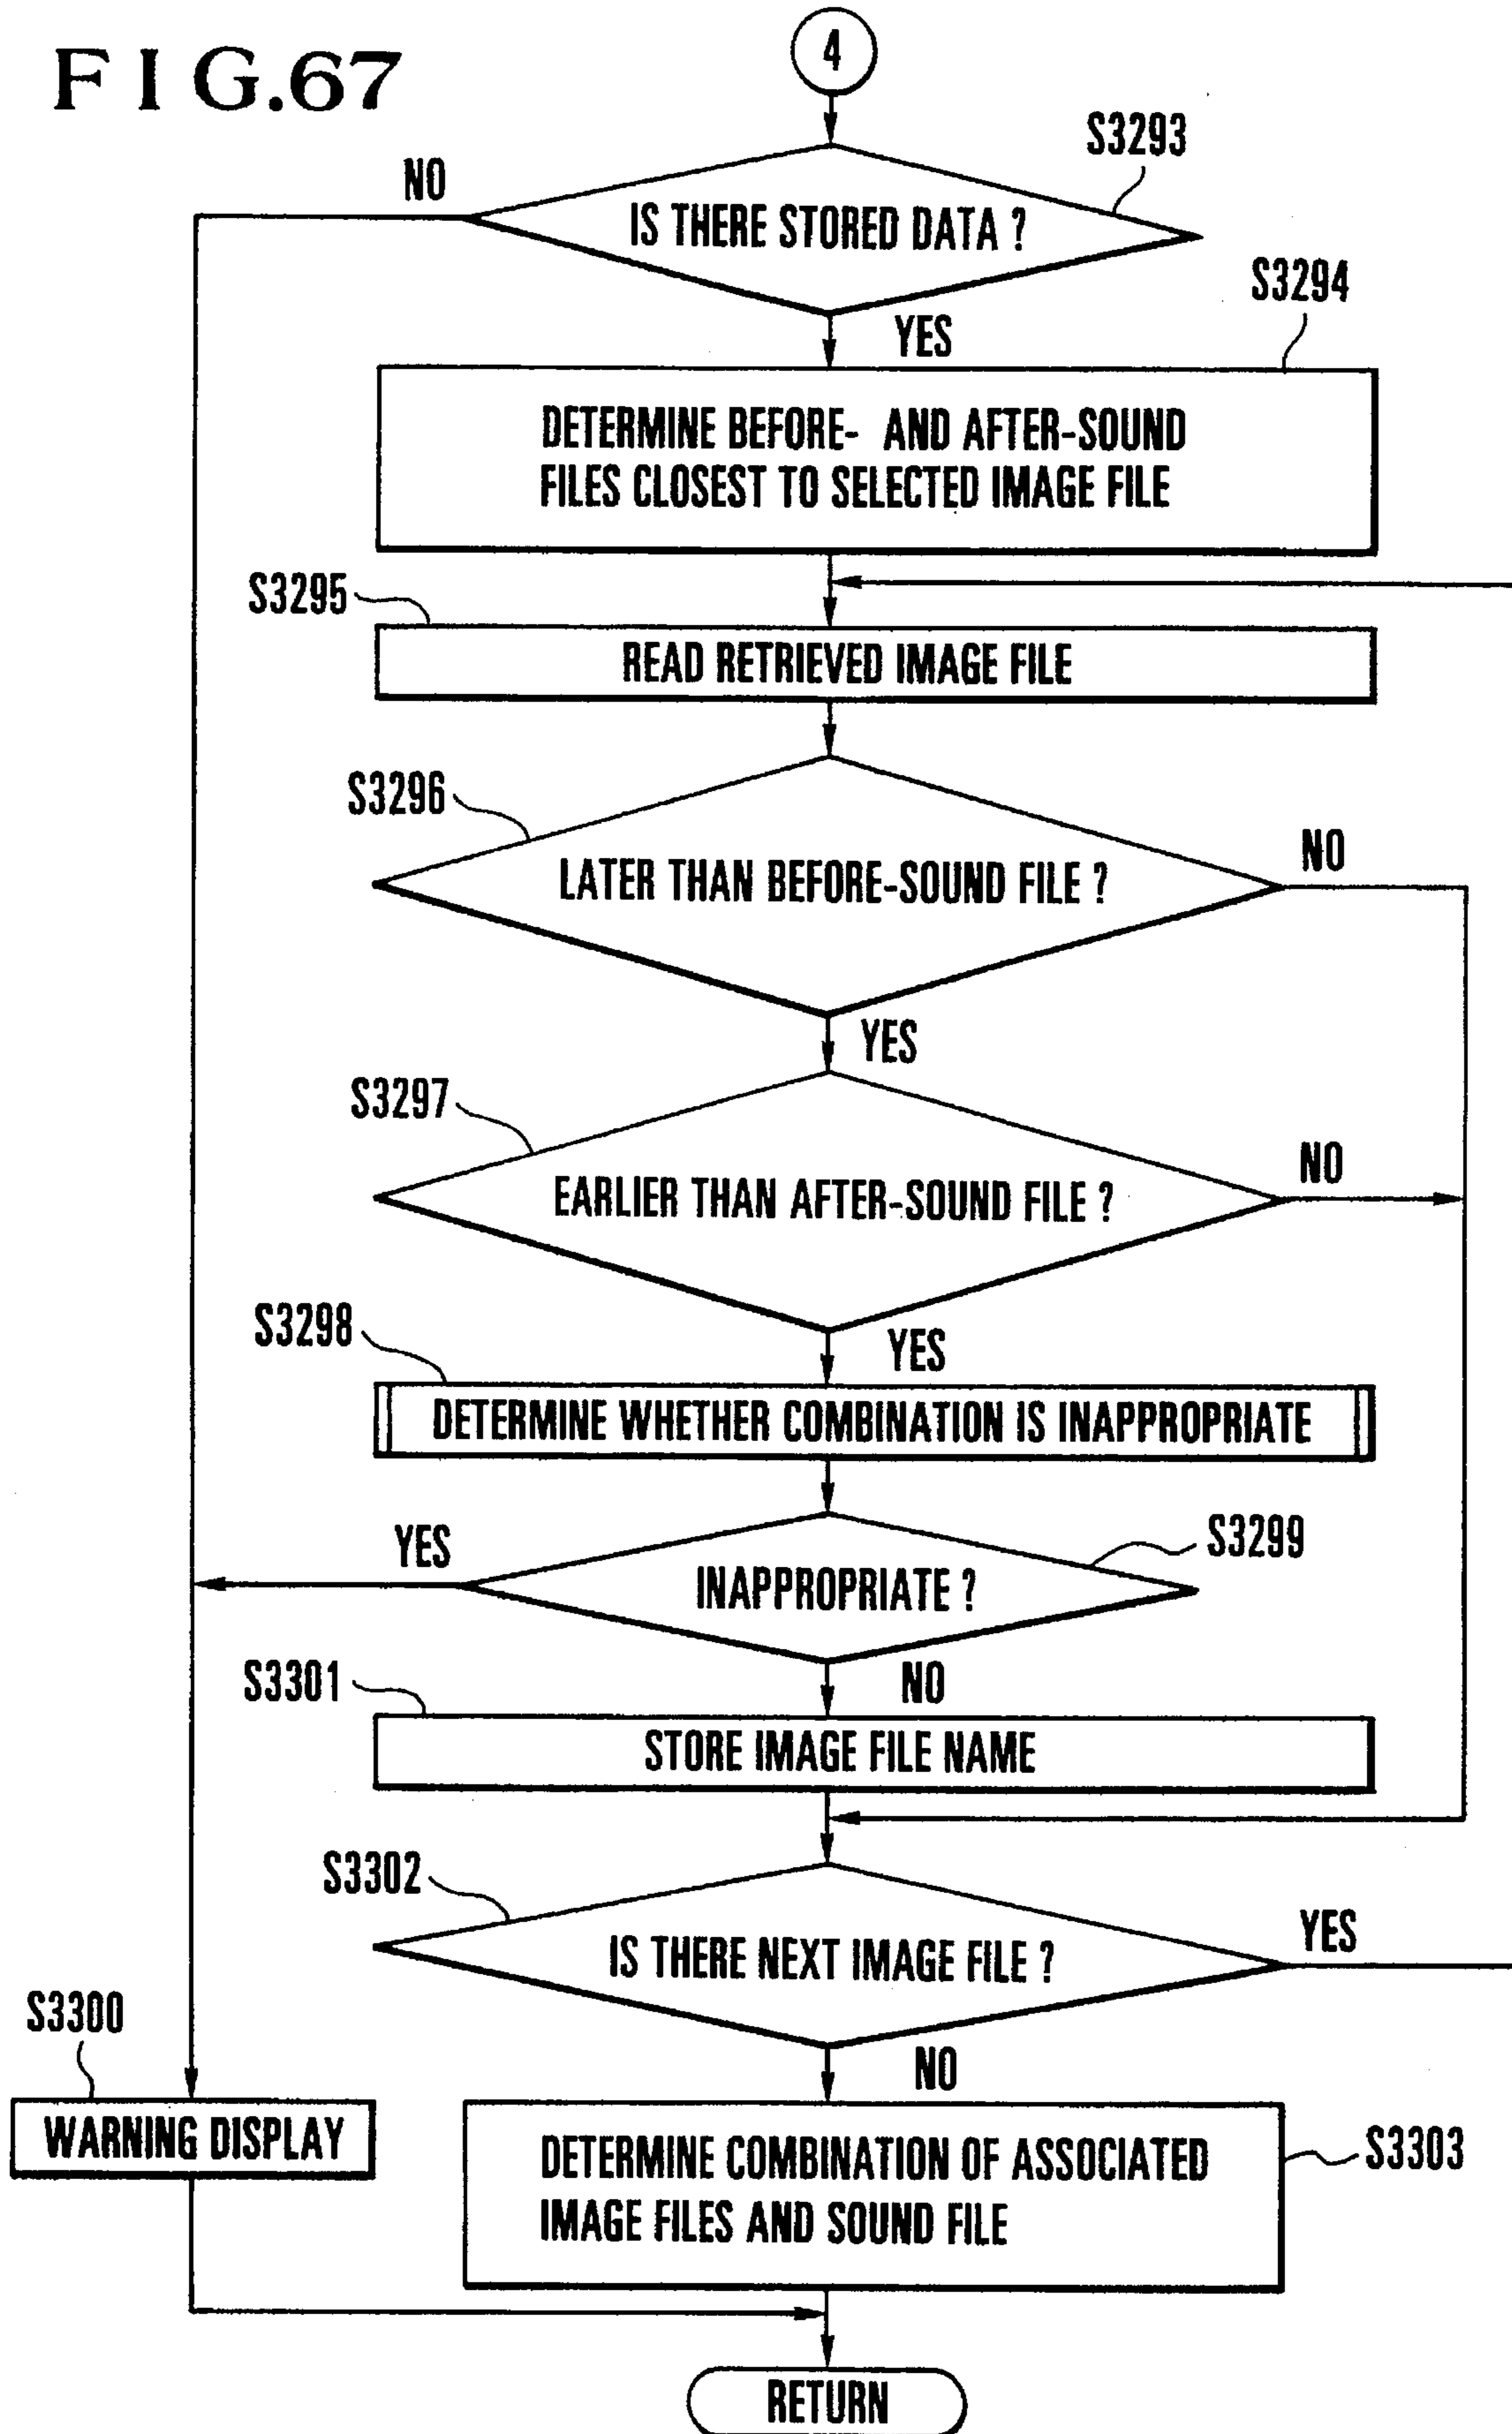 FIG.67
4
S3293
NO
IS THERE STORED DATA ?
S3294
YES
DETERMINE BEFORE- AND AFTER-SOUND
FILES CLOSEST TO SELECTED IMAGE FILE
S3295
READ RETRIEVED IMAGE FILE
S3296
NO
LATER THAN BEFORE-SOUND FILE ?
YES
S3297
NO
EARLIER THAN AFTER-SOUND FILE ?
S3298
YES
DETERMINE WHETHER COMBINATION IS INAPPROPRIATE
YES
S3299
INAPPROPRIATE ?
S3301
NO
STORE IMAGE FILE NAME
S3302
YES
IS THERE NEXT IMAGE FILE ?
S3300
NO
WARNING DISPLAY
DETERMINE COMBINATION OF ASSOCIATED
IMAGE FILES AND SOUND FILE
S3303
RETURN